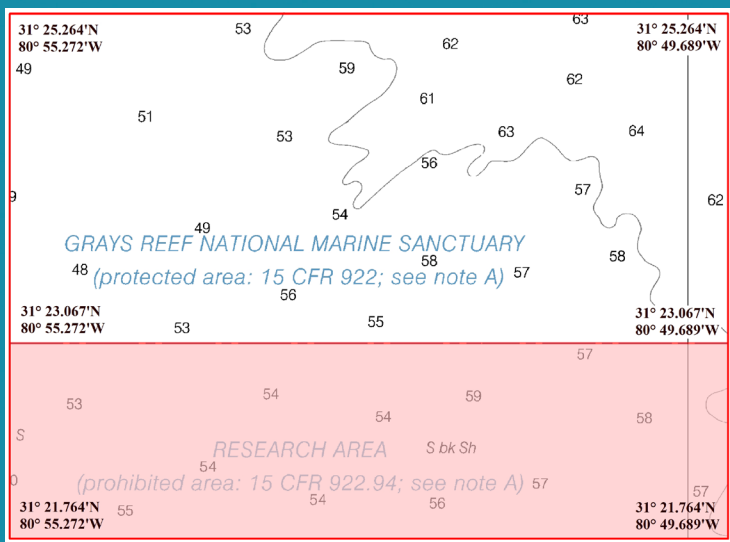 31° 25.264'N
80° 55.272'W
53
63
31° 25.264'N
80° 49.689'W
62
49
59
62
61
51
53
63
64
56
57
9
62
54
49
GRAYS REEF NATIONAL MARINE SANCTUARY
58
58
48
(protected area: 15 CFR 922; see note A)
57
56
31° 23.067'N
80° 55.272'W
53
55
31° 23.067'N
80° 49.689'W
57
53
54
54
59
58
S
RESEARCH AREA
S bk Sh
54
0
(prohibited area: 15 CFR 922.94; see note A)
57
57
54
56
31° 21.764'N
80° 55.272'W
55
31° 21.764'N
80° 49.689'W